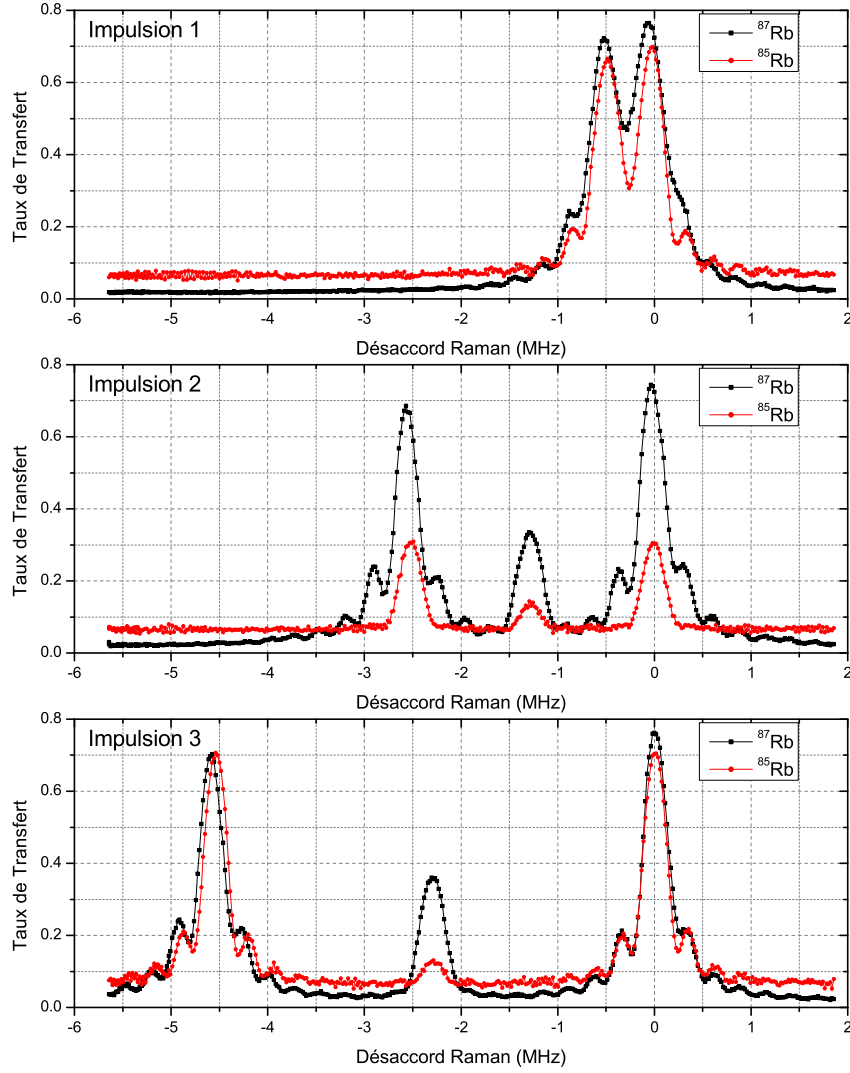 Impulsion 1
⁸⁷Rb
⁸⁵Rb
Taux de Transfert
0.8
0.6
0.4
0.2
0.0
-6 -5 -4 -3 -2 -1 0 1 2
Désaccord Raman (MHz)
Impulsion 2
⁸⁷Rb
⁸⁵Rb
Taux de Transfert
0.8
0.6
0.4
0.2
0.0
-6 -5 -4 -3 -2 -1 0 1 2
Désaccord Raman (MHz)
Impulsion 3
⁸⁷Rb
⁸⁵Rb
Taux de Transfert
0.8
0.6
0.4
0.2
0.0
-6 -5 -4 -3 -2 -1 0 1 2
Désaccord Raman (MHz)